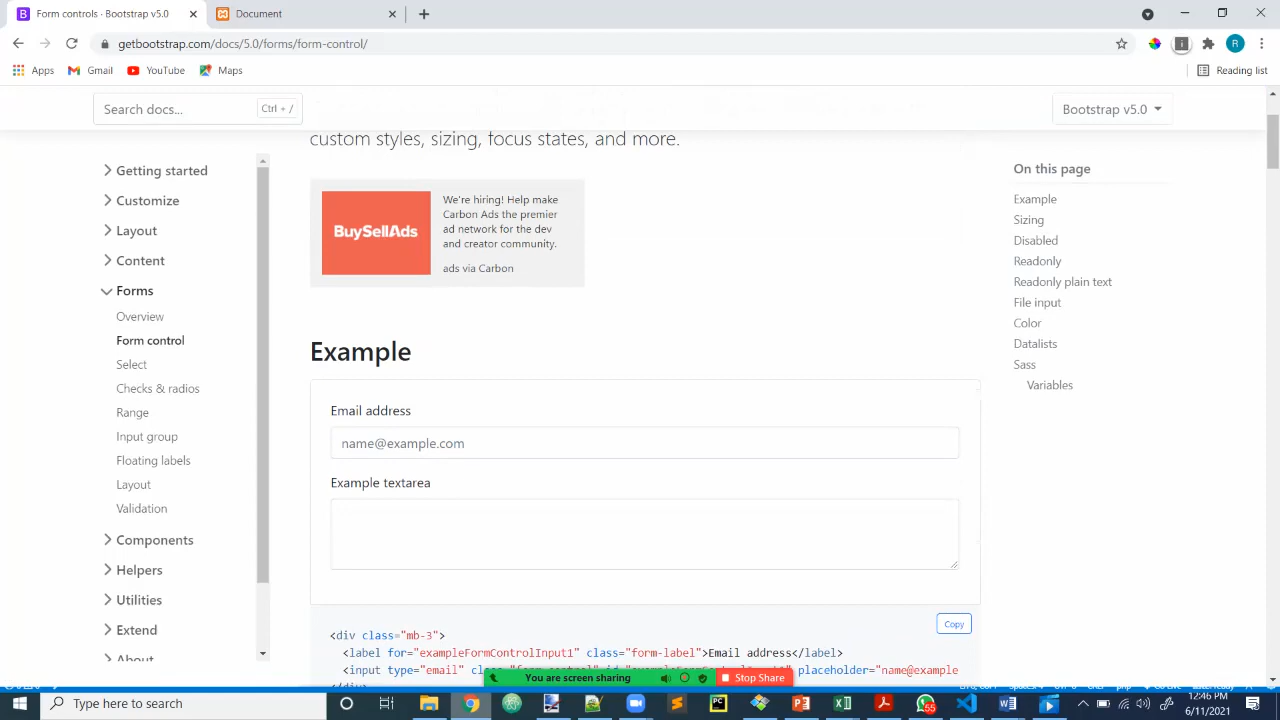 Form controls · Bootstrap v5.0
Document
getbootstrap.com/docs/5.0/forms/form-control/
R
Apps
Gmail
YouTube
Maps
Reading list
Search docs...
Ctrl + /
Bootstrap v5.0
custom styles, sizing, focus states, and more.
BuySellAds
We're hiring! Help make
Carbon Ads the premier
ad network for the dev
and creator community.
ads via Carbon
Getting started
Customize
Layout
Content
Forms
Overview
Form control
Select
Checks & radios
Range
Input group
Floating labels
Layout
Validation
Components
Helpers
Utilities
Extend
About
On this page
Example
Sizing
Disabled
Readonly
Readonly plain text
File input
Color
Datalists
Sass
Variables
Example
Email address
name@example.com
Example textarea
Copy
<div class="mb-3">
<label for="exampleFormControlInput1" class="form-label">Email address</label>
<input type="email" placeholder="name@example
You are screen sharing
Stop Share
Type here to search
55
12:46 PM
6/11/2021